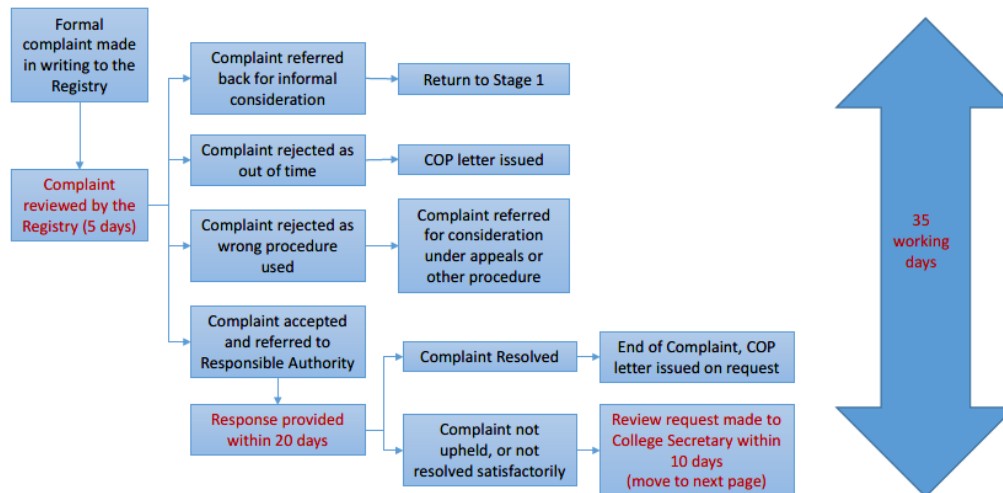 Formal
complaint made
in writing to the
Registry
Complaint
reviewed by the
Registry (5 days)
Complaint referred
back for informal
consideration
Return to Stage 1
Complaint rejected as
out of time
COP letter issued
Complaint rejected as
wrong procedure
used
Complaint referred
for consideration
under appeals or
other procedure
Complaint accepted
and referred to
Responsible Authority
Response provided
within 20 days
Complaint Resolved
End of Complaint, COP
letter issued on request
Complaint not
upheld, or not
resolved satisfactorily
Review request made to
College Secretary within
10 days
(move to next page)
35
working
days